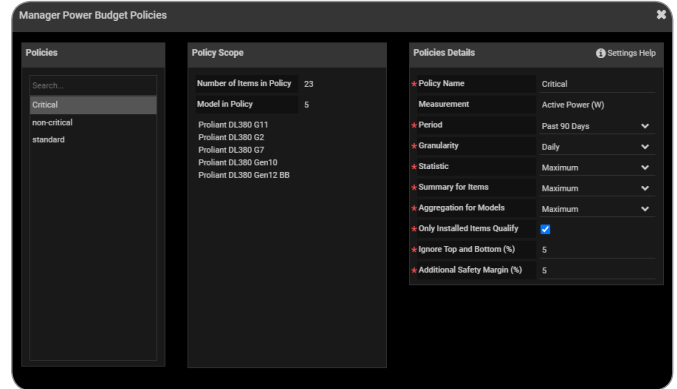 Manager Power Budget Policies
Policies
Search...
Critical
non-critical
standard
Policy Scope
Number of Items in Policy 23
Model in Policy 5
Proliant DL380 G11
Proliant DL380 G2
Proliant DL380 G7
Proliant DL380 Gen10
Proliant DL380 Gen12 BB
Policies Details Settings Help
* Policy Name Critical
Measurement Active Power (W)
* Period Past 90 Days
* Granularity Daily
* Statistic Maximum
* Summary for Items Maximum
* Aggregation for Models Maximum
* Only Installed Items Qualify
* Ignore Top and Bottom (%) 5
* Additional Safety Margin (%) 5